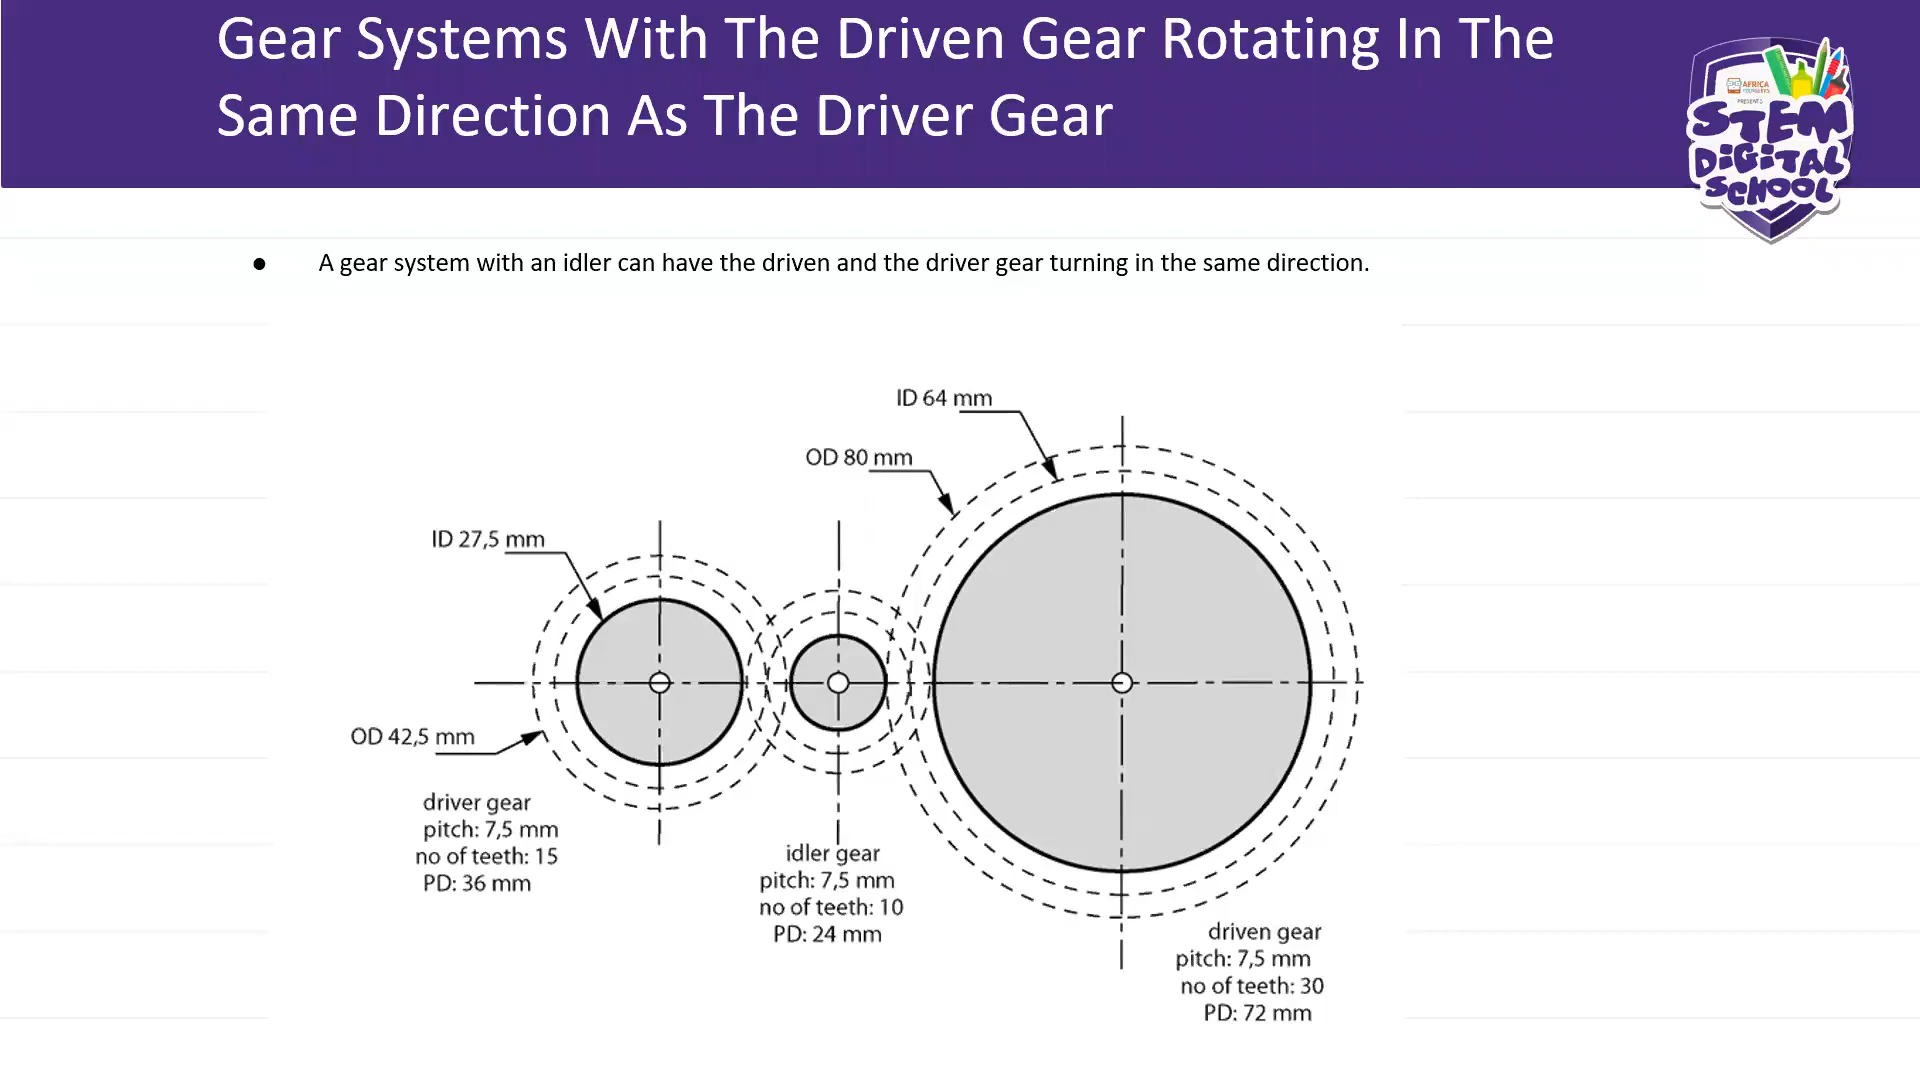 Gear Systems With The Driven Gear Rotating In The
Same Direction As The Driver Gear
AFRICA
PRESENTS
STEM
DIGITAL
SCHOOL
● A gear system with an idler can have the driven and the driver gear turning in the same direction.
ID 64 mm
OD 80 mm
ID 27,5 mm
OD 42,5 mm
driver gear
pitch: 7,5 mm
no of teeth: 15
PD: 36 mm
idler gear
pitch: 7,5 mm
no of teeth: 10
PD: 24 mm
driven gear
pitch: 7,5 mm
no of teeth: 30
PD: 72 mm